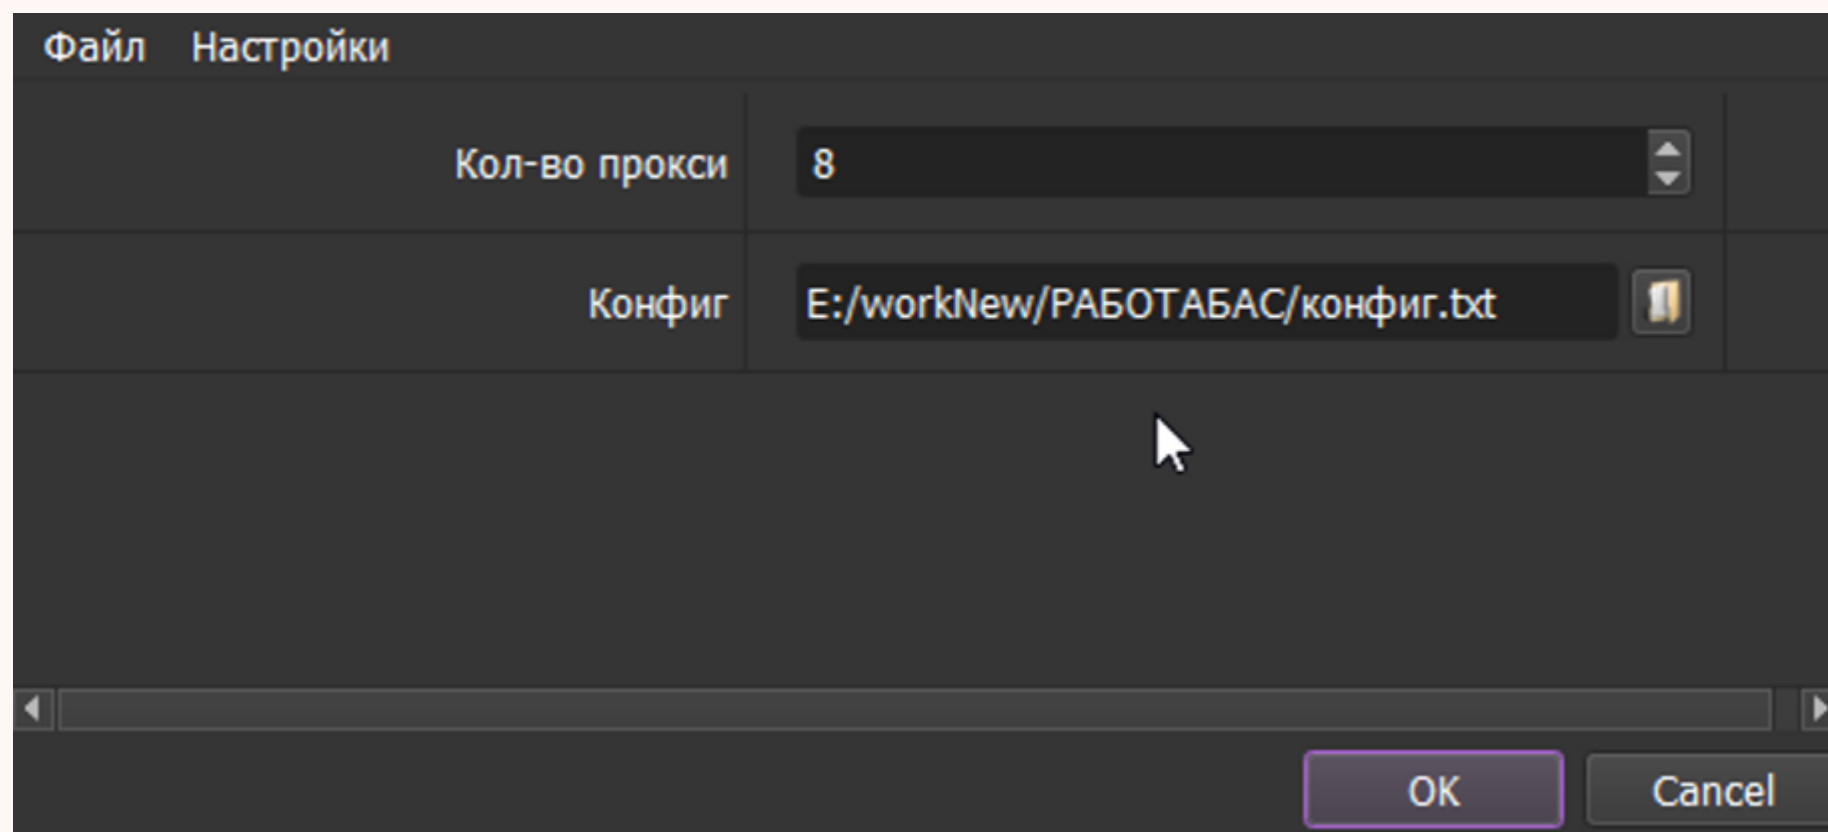 Файл Настройки
Кол-во прокси 8
Конфиг E:/workNew/РАБОТАБАС/конфиг.txt
OK Cancel